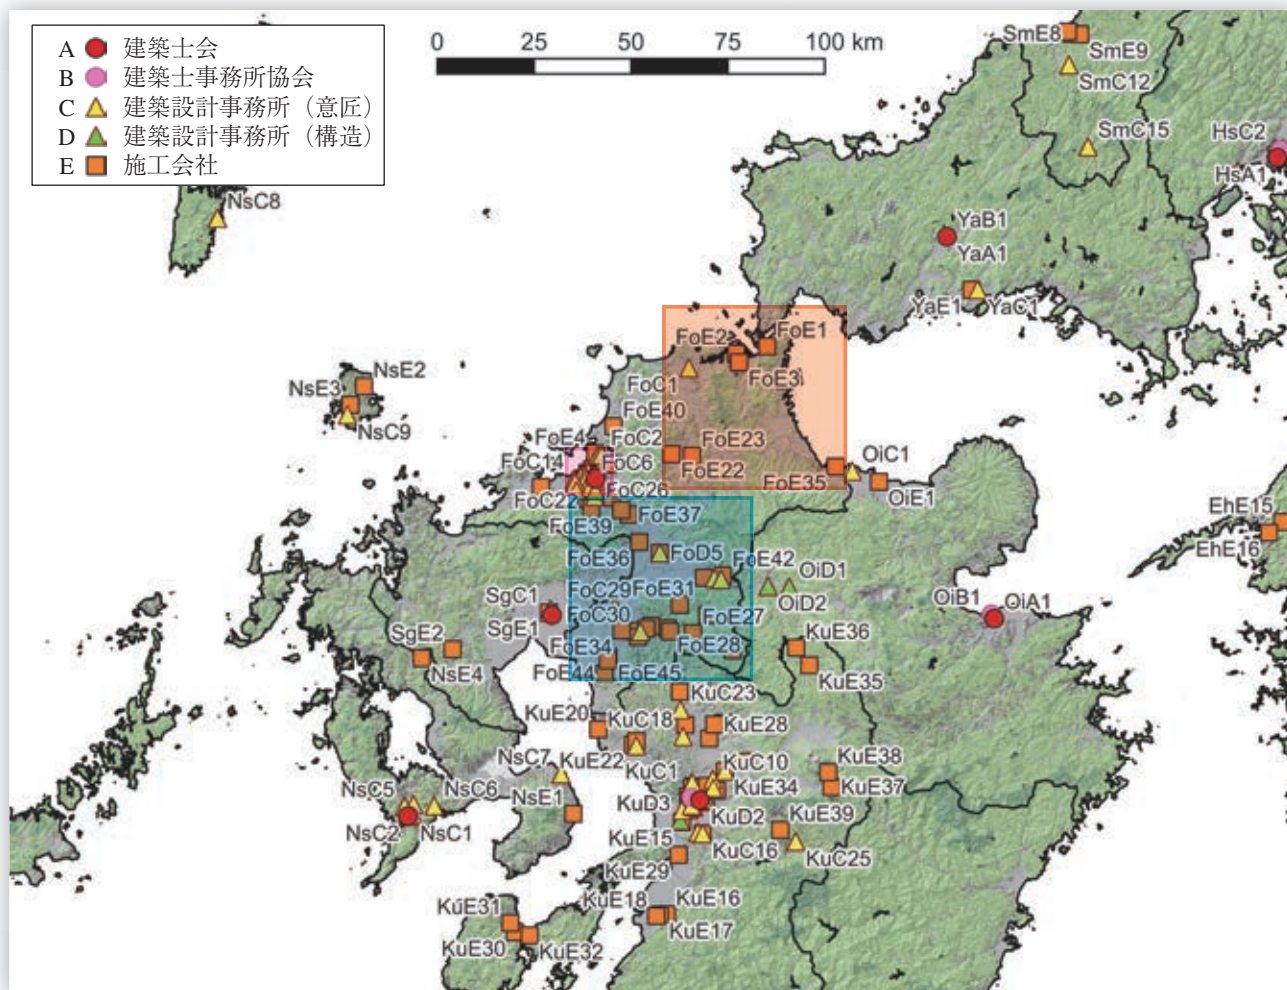 A 建築士会
B 建築士事務所協会
C 建築設計事務所（意匠）
D 建築設計事務所（構造）
E 施工会社
0 25 50 75 100 km
SmE8
SmE9
SmC12
SmC15
HsC2
HsA1
NsC8
YaB1
YaA1
YaE1 YaC1
FoE2 FoE1
FoC1 FoE3
NsE2
NsE3
NsC9
FoE40
FoE4 FoC2
FoE23
FoC14 FoC6
FoE22
FoE35
OiC1
OiE1
FoC22 FoC26
FoE39 FoE37
EhE15
EhE16
FoE36 FoD5 FoE42
OiD1
OiD2
FoC29 FoE31
SgC1
FoC30 FoE27
SgE1
OiB1 OiA1
SgE2
NsE4
FoE34 FoE28
KuE36
FoE44 FoE45
KuE35
KuC23
KuE20 KuC18 KuE28
NsC7 KuE22
KuC1 KuC10
KuE38
KuE37
NsC5 NsC6
NsE1
KuE34
KuD3
KuD2
KuE39
NsC2 NsC1
KuE15
KuC16
KuC25
KuE29
KuE18 KuE16
KuE31
KuE17
KuE30 KuE32